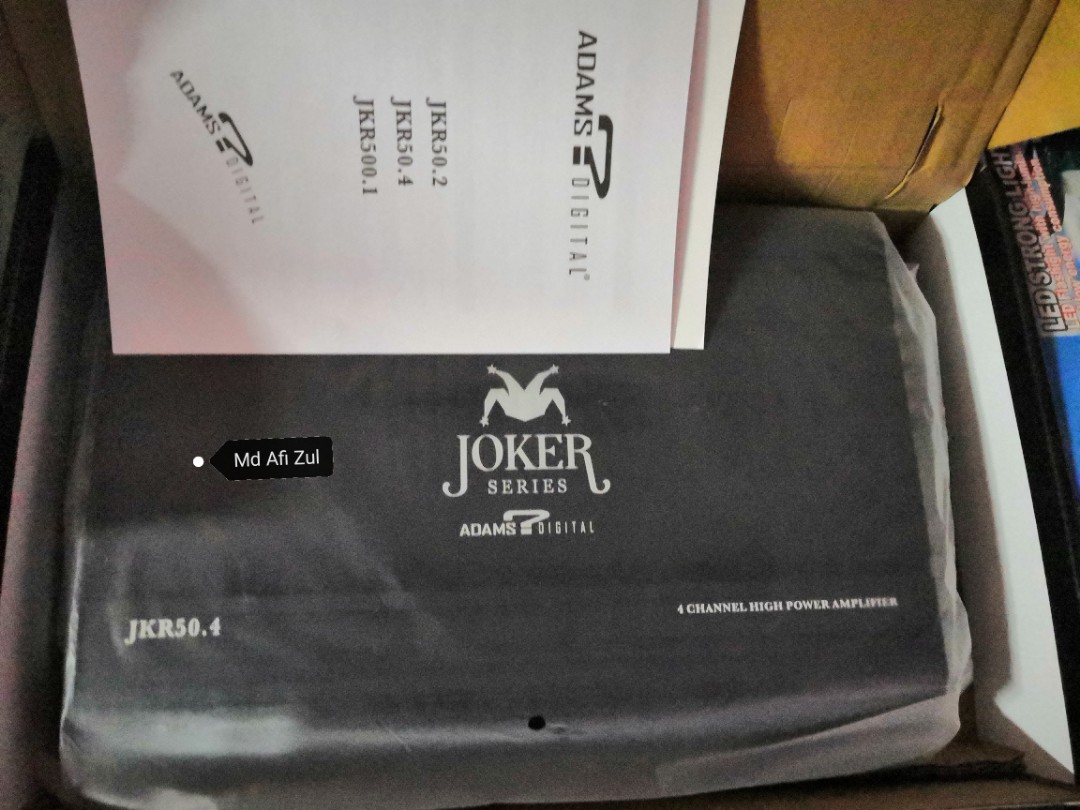 ADAMS DIGITAL®
JKR50.2
JKR50.4
JKR500.1
ADAMS DIGITAL
JOKER
SERIES
ADAMS DIGITAL
Md Afi Zul
4 CHANNEL HIGH POWER AMPLIFIER
JKR50.4
LED STRONG LIGH